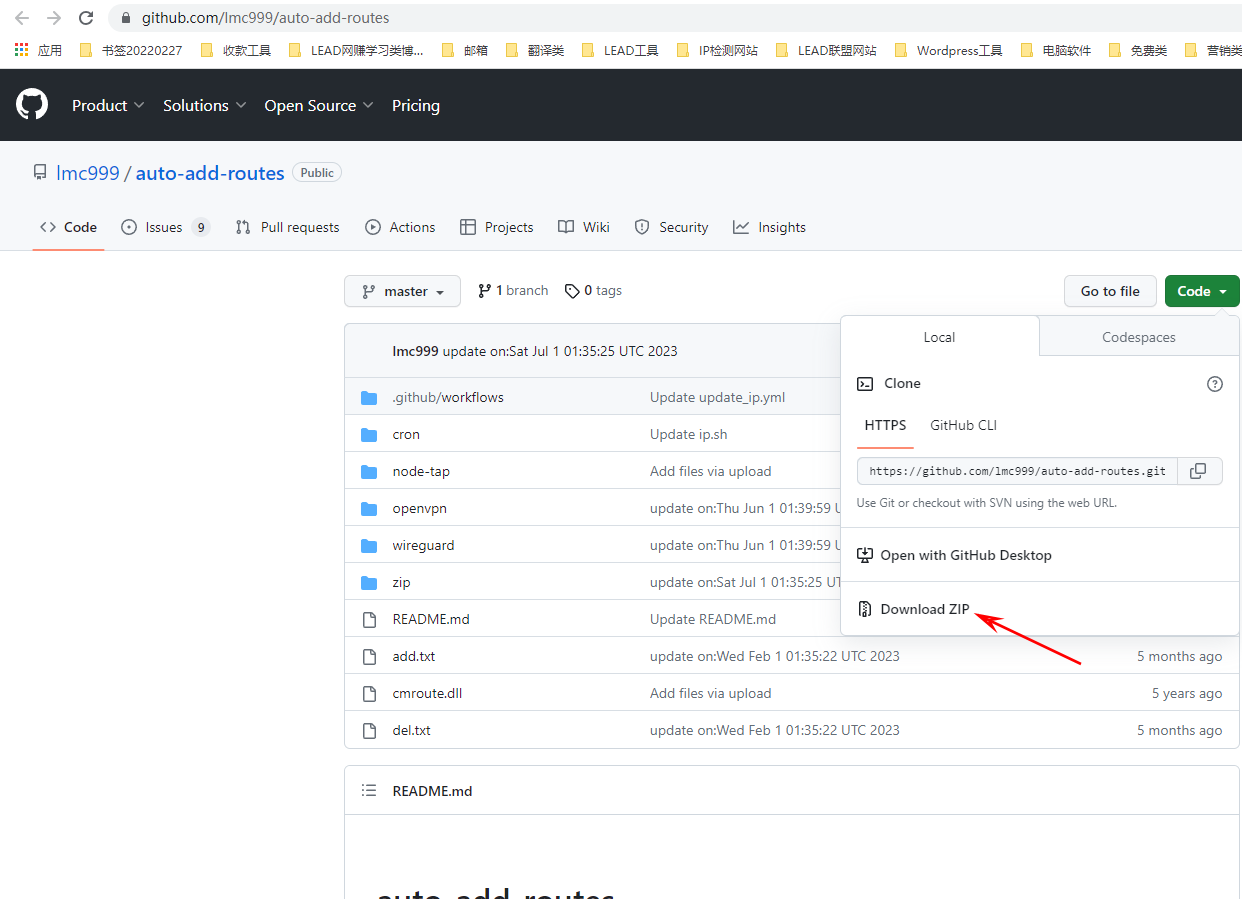 github.com/lmc999/auto-add-routes
应用 书签20220227 收款工具 LEAD网赚学习类博... 邮箱 翻译类 LEAD工具 IP检测网站 LEAD联盟网站 Wordpress工具 电脑软件 免费类 营销类
Product Solutions Open Source Pricing
lmc999 / auto-add-routes Public
Code Issues 9 Pull requests Actions Projects Wiki Security Insights
master 1 branch 0 tags Go to file Code
Local Codespaces
lmc999 update on:Sat Jul 1 01:35:25 UTC 2023
Clone
.github/workflows Update update_ip.yml
HTTPS GitHub CLI
cron Update ip.sh
https://github.com/lmc999/auto-add-routes.git
node-tap Add files via upload
Use Git or checkout with SVN using the web URL.
openvpn update on:Thu Jun 1 01:39:59 U
wireguard update on:Thu Jun 1 01:39:59 U
Open with GitHub Desktop
zip update on:Sat Jul 1 01:35:25 UT
Download ZIP
README.md Update README.md
add.txt update on:Wed Feb 1 01:35:22 UTC 2023 5 months ago
cmroute.dll Add files via upload 5 years ago
del.txt update on:Wed Feb 1 01:35:22 UTC 2023 5 months ago
README.md
auto-add-routes